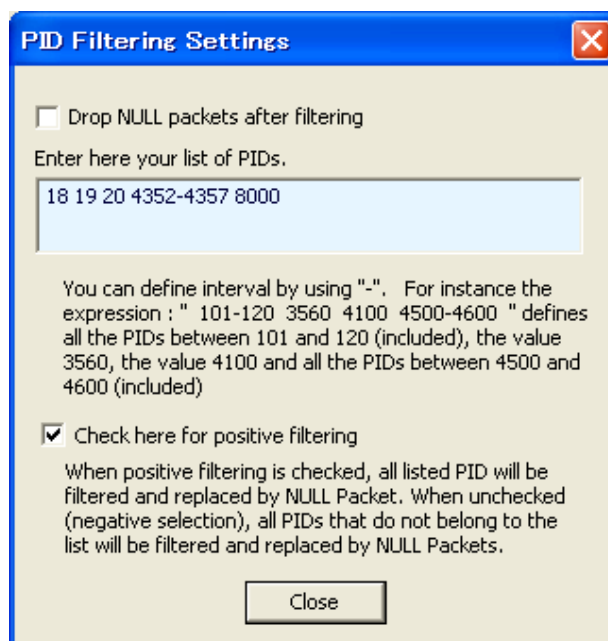 PID Filtering Settings
Drop NULL packets after filtering
Enter here your list of PIDs.
18 19 20 4352-4357 8000
You can define interval by using "-".   For instance the
expression : "  101-120  3560  4100  4500-4600  " defines
all the PIDs between 101 and 120 (included), the value
3560, the value 4100 and all the PIDs between 4500 and
4600 (included)
Check here for positive filtering
When positive filtering is checked, all listed PID will be
filtered and replaced by NULL Packet. When unchecked
(negative selection), all PIDs that do not belong to the
list will be filtered and replaced by NULL Packets.
Close